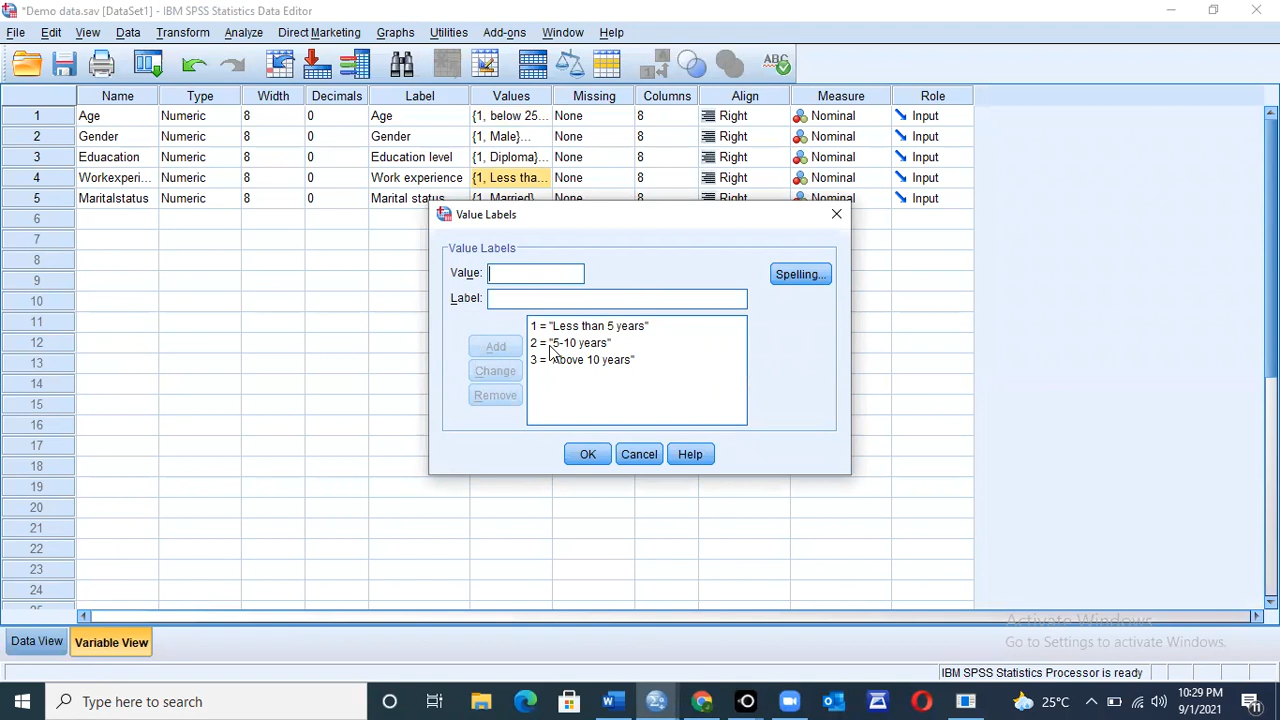 *Demo data.sav [DataSet1] - IBM SPSS Statistics Data Editor
File Edit View Data Transform Analyze Direct Marketing Graphs Utilities Add-ons Window Help
ABC
Name Type Width Decimals Label Values Missing Columns Align Measure Role
1 Age Numeric 8 0 Age {1, below 25... None 8 Right Nominal Input
2 Gender Numeric 8 0 Gender {1, Male}... None 8 Right Nominal Input
3 Eduacation Numeric 8 0 Education level {1, Diploma}... None 8 Right Nominal Input
4 Workexperi... Numeric 8 0 Work experience {1, Less tha... None 8 Right Nominal Input
5 Maritalstatus Numeric 8 0 Marital status {1, Married}... None 8 Right Nominal Input
6
7
8
9
10
11
12
13
14
15
16
17
18
19
20
21
22
23
24
Value Labels
Value Labels
Value:
Spelling...
Label:
1 = "Less than 5 years"
2 = "5-10 years"
3 = "Above 10 years"
Add
Change
Remove
OK Cancel Help
Activate Windows
Go to Settings to activate Windows.
Data View Variable View
IBM SPSS Statistics Processor is ready
Type here to search
25°C
10:29 PM
9/1/2021
11